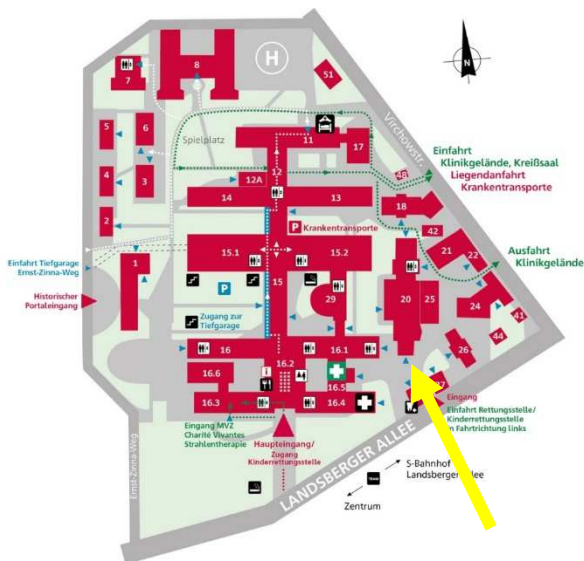 8
H
7
51
5
6
Spielplatz
11
17
Virchowstr.
Einfahrt
Klinikgelände, Kreißsaal
Liegendanfahrt
Krankentransporte
4
3
12
12A
48
14
13
18
2
P Krankentransporte
42
21
22
Ausfahrt
Klinikgelände
15.1
15.2
Einfahrt Tiefgarage
Ernst-Zinna-Weg
1
P
15
29
20
25
24
Historischer
Portaleingang
Zugang zur
Tiefgarage
41
44
16
16.1
26
16.2
16.6
i
16.5
16.3
16.4
27
Eingang
Einfahrt Rettungsstelle/
Kinderrettungsstelle
in Fahrtrichtung links
Eingang MVZ
Charité Vivantes
Strahlentherapie
Haupteingang/
Zugang
Kinderrettungsstelle
LANDSBERGER ALLEE
S-Bahnhof
Landsberger Allee
Zentrum
Ernst-Zinna-Weg
N